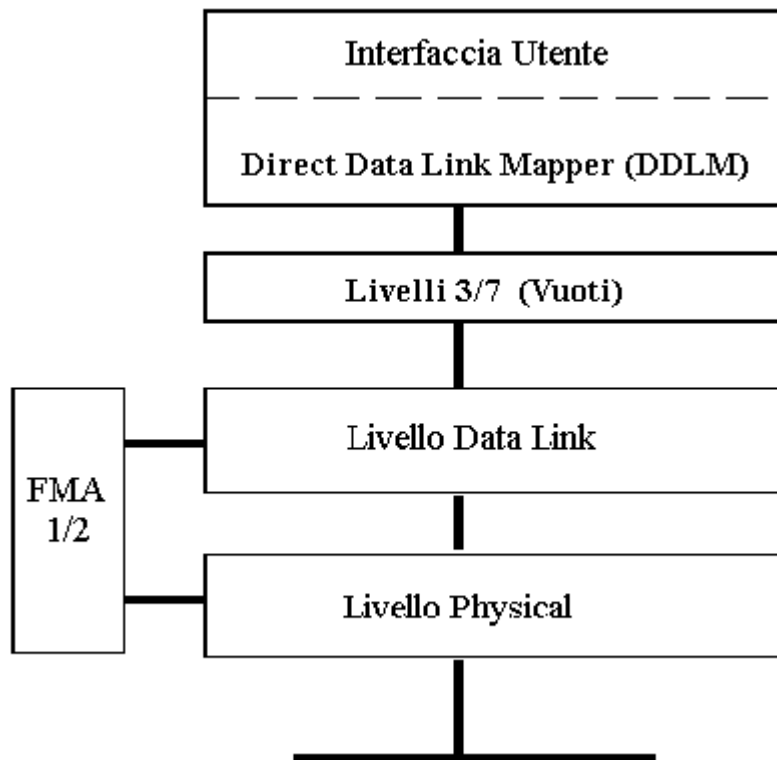 Interfaccia Utente
Direct Data Link Mapper (DDLM)
Livelli 3/7 (Vuoti)
Livello Data Link
FMA
1/2
Livello Physical